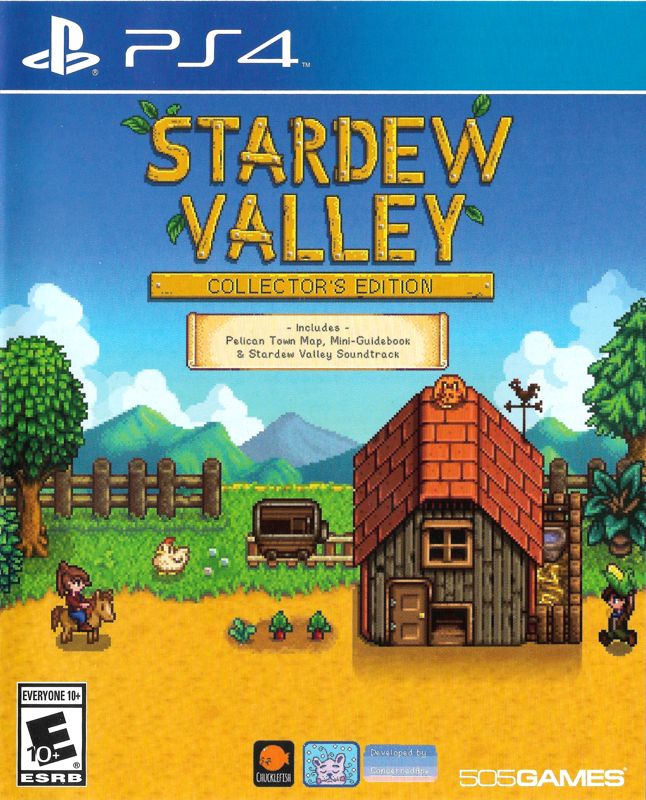 PS4
STARDEW
VALLEY
COLLECTOR'S EDITION
- Includes -
Pelican Town Map, Mini-Guidebook
& Stardew Valley Soundtrack
EVERYONE 10+
E
10+
ESRB
CHUCKLEFISH
Developed by
ConcernedApe
505GAMES